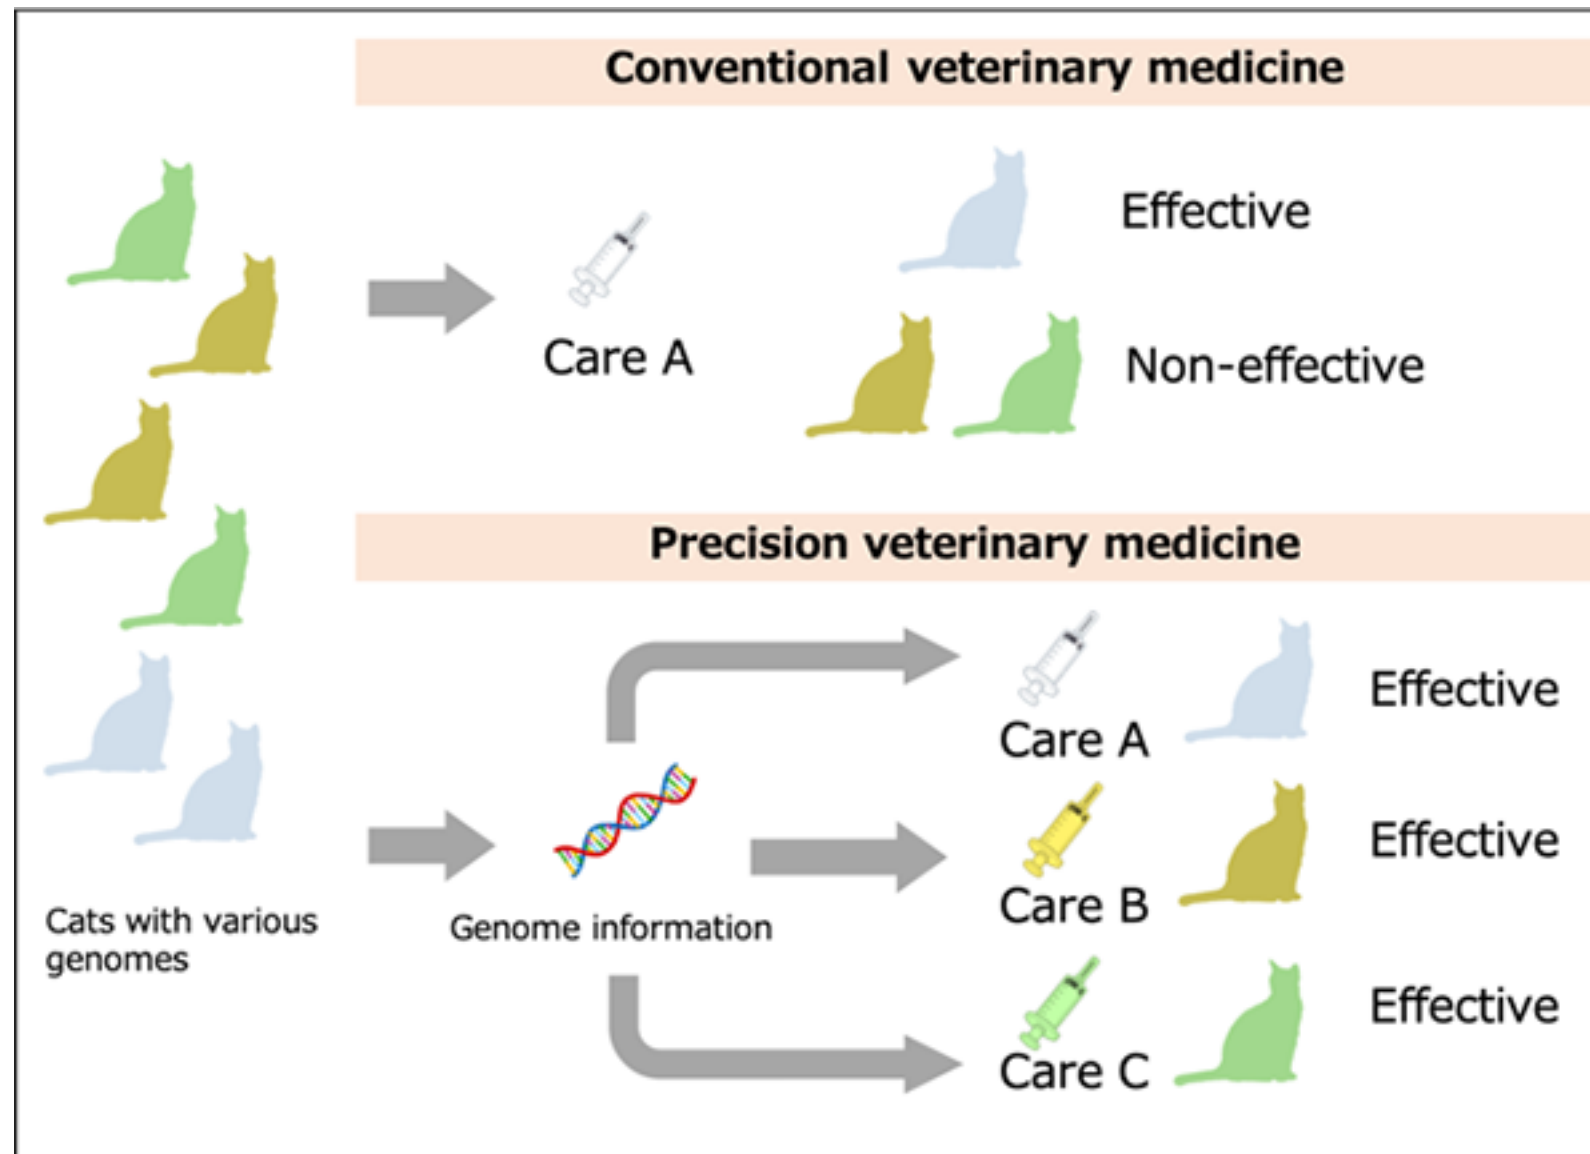 Conventional veterinary medicine
Effective
Care A
Non-effective
Precision veterinary medicine
Care A
Effective
Care B
Effective
Cats with various
genomes
Genome information
Care C
Effective